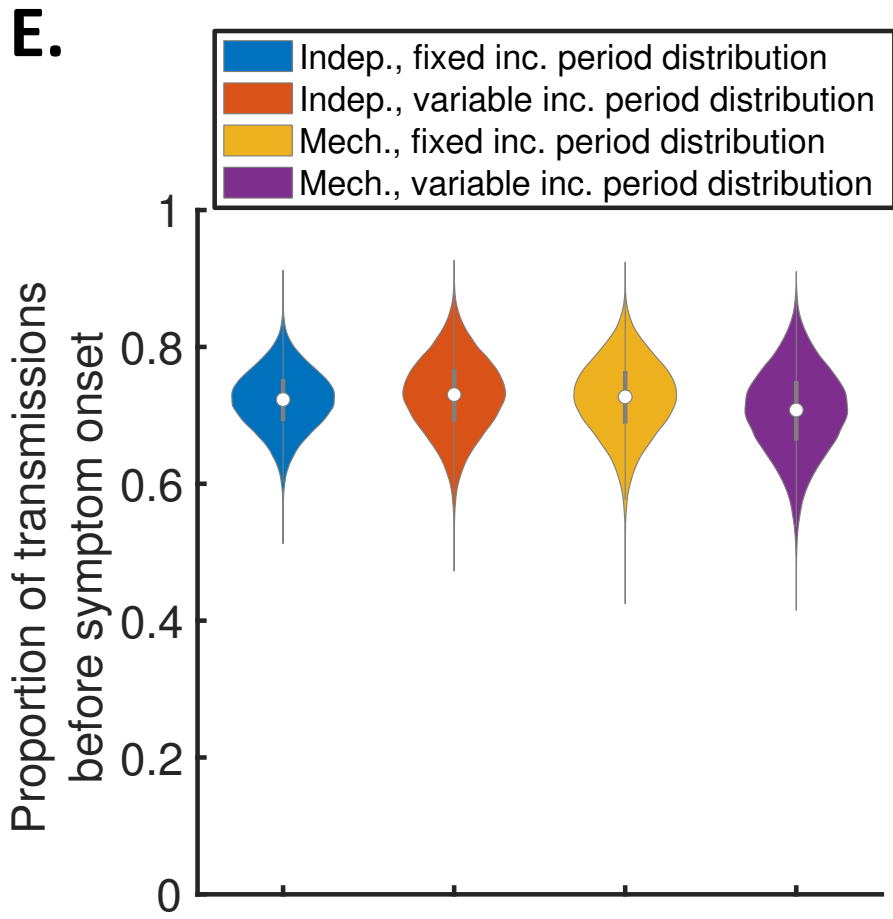 E.
Indep., fixed inc. period distribution
Indep., variable inc. period distribution
Mech., fixed inc. period distribution
Mech., variable inc. period distribution
Proportion of transmissions
before symptom onset
1
0.8
0.6
0.4
0.2
0